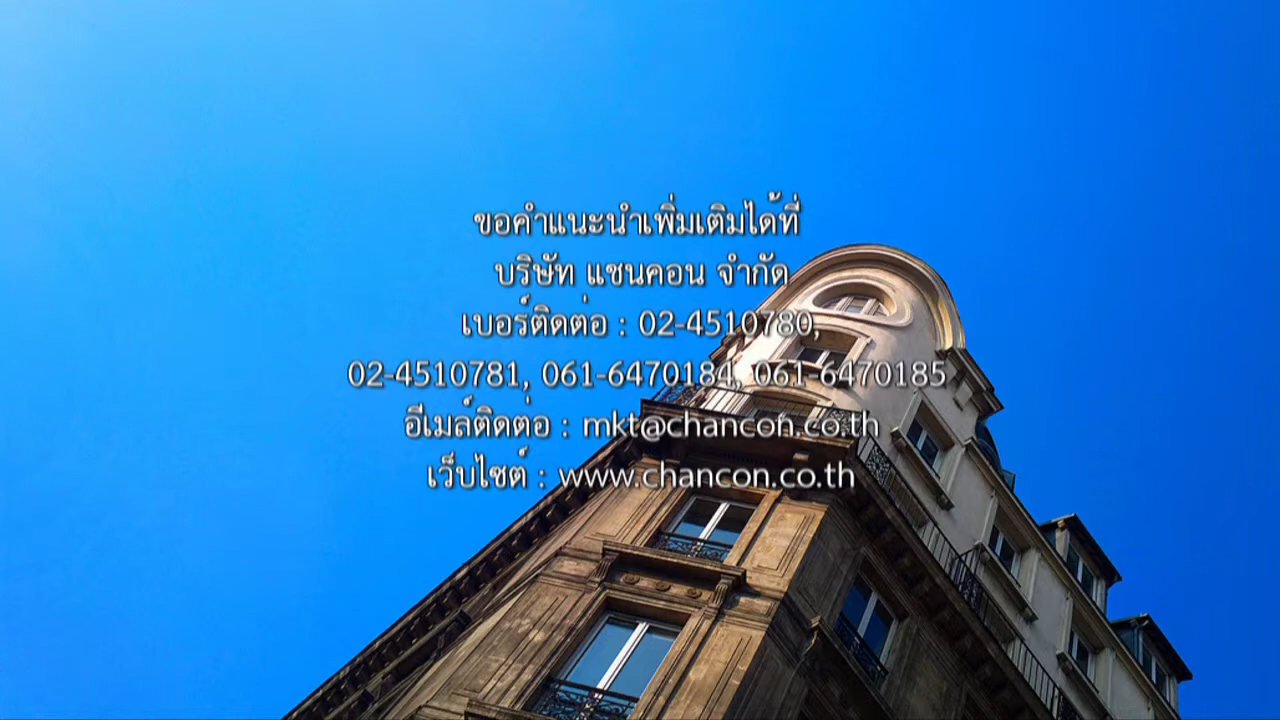 ขอคำแนะนำเพิ่มเติมได้ที่
บริษัท แชนคอน จำกัด
เบอร์ติดต่อ : 02-4510780,
02-4510781, 061-6470184, 061-6470185
อีเมล์ติดต่อ : mkt@chancon.co.th
เว็บไซต์ : www.chancon.co.th